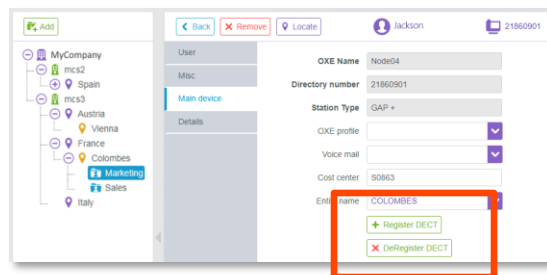 Add
Back
Remove
Locate
Jackson
21860901
MyCompany
mcs2
Spain
mcs3
Austria
Vienna
France
Colombes
Marketing
Sales
Italy
User
Misc
Main device
Details
OXE Name Node04
Directory number 21860901
Station Type GAP +
OXE profile
Voice mail
Cost center S0863
Entity name COLOMBES
Register DECT
DeRegister DECT